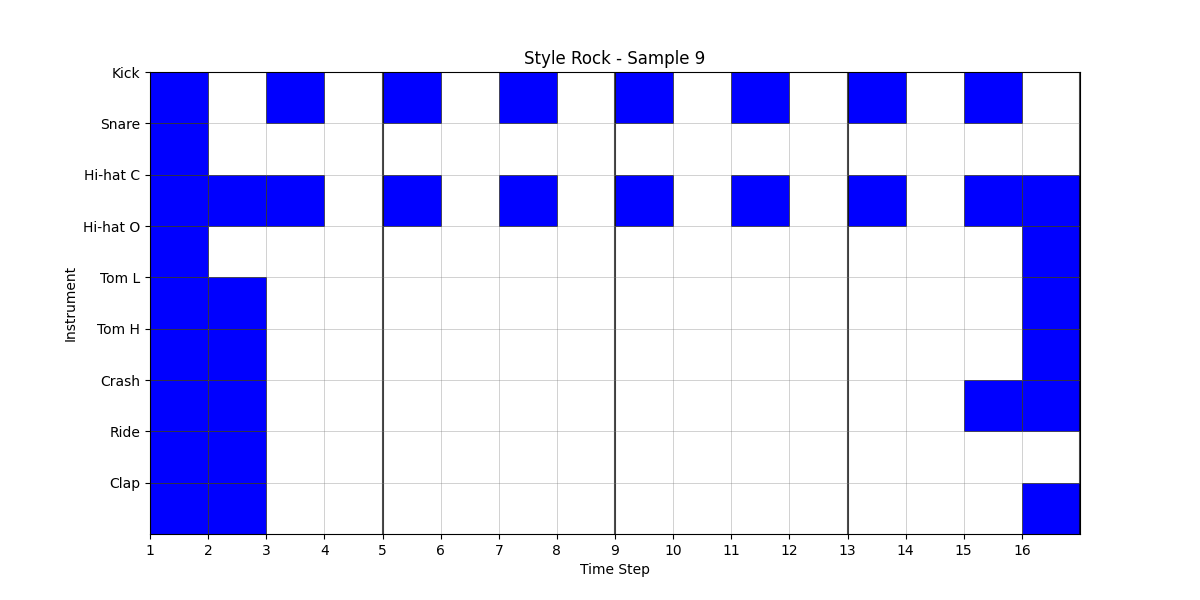 Style Rock - Sample 9
Kick
Snare
Hi-hat C
Hi-hat O
Tom L
Tom H
Crash
Ride
Clap
Instrument
1 2 3 4 5 6 7 8 9 10 11 12 13 14 15 16
Time Step